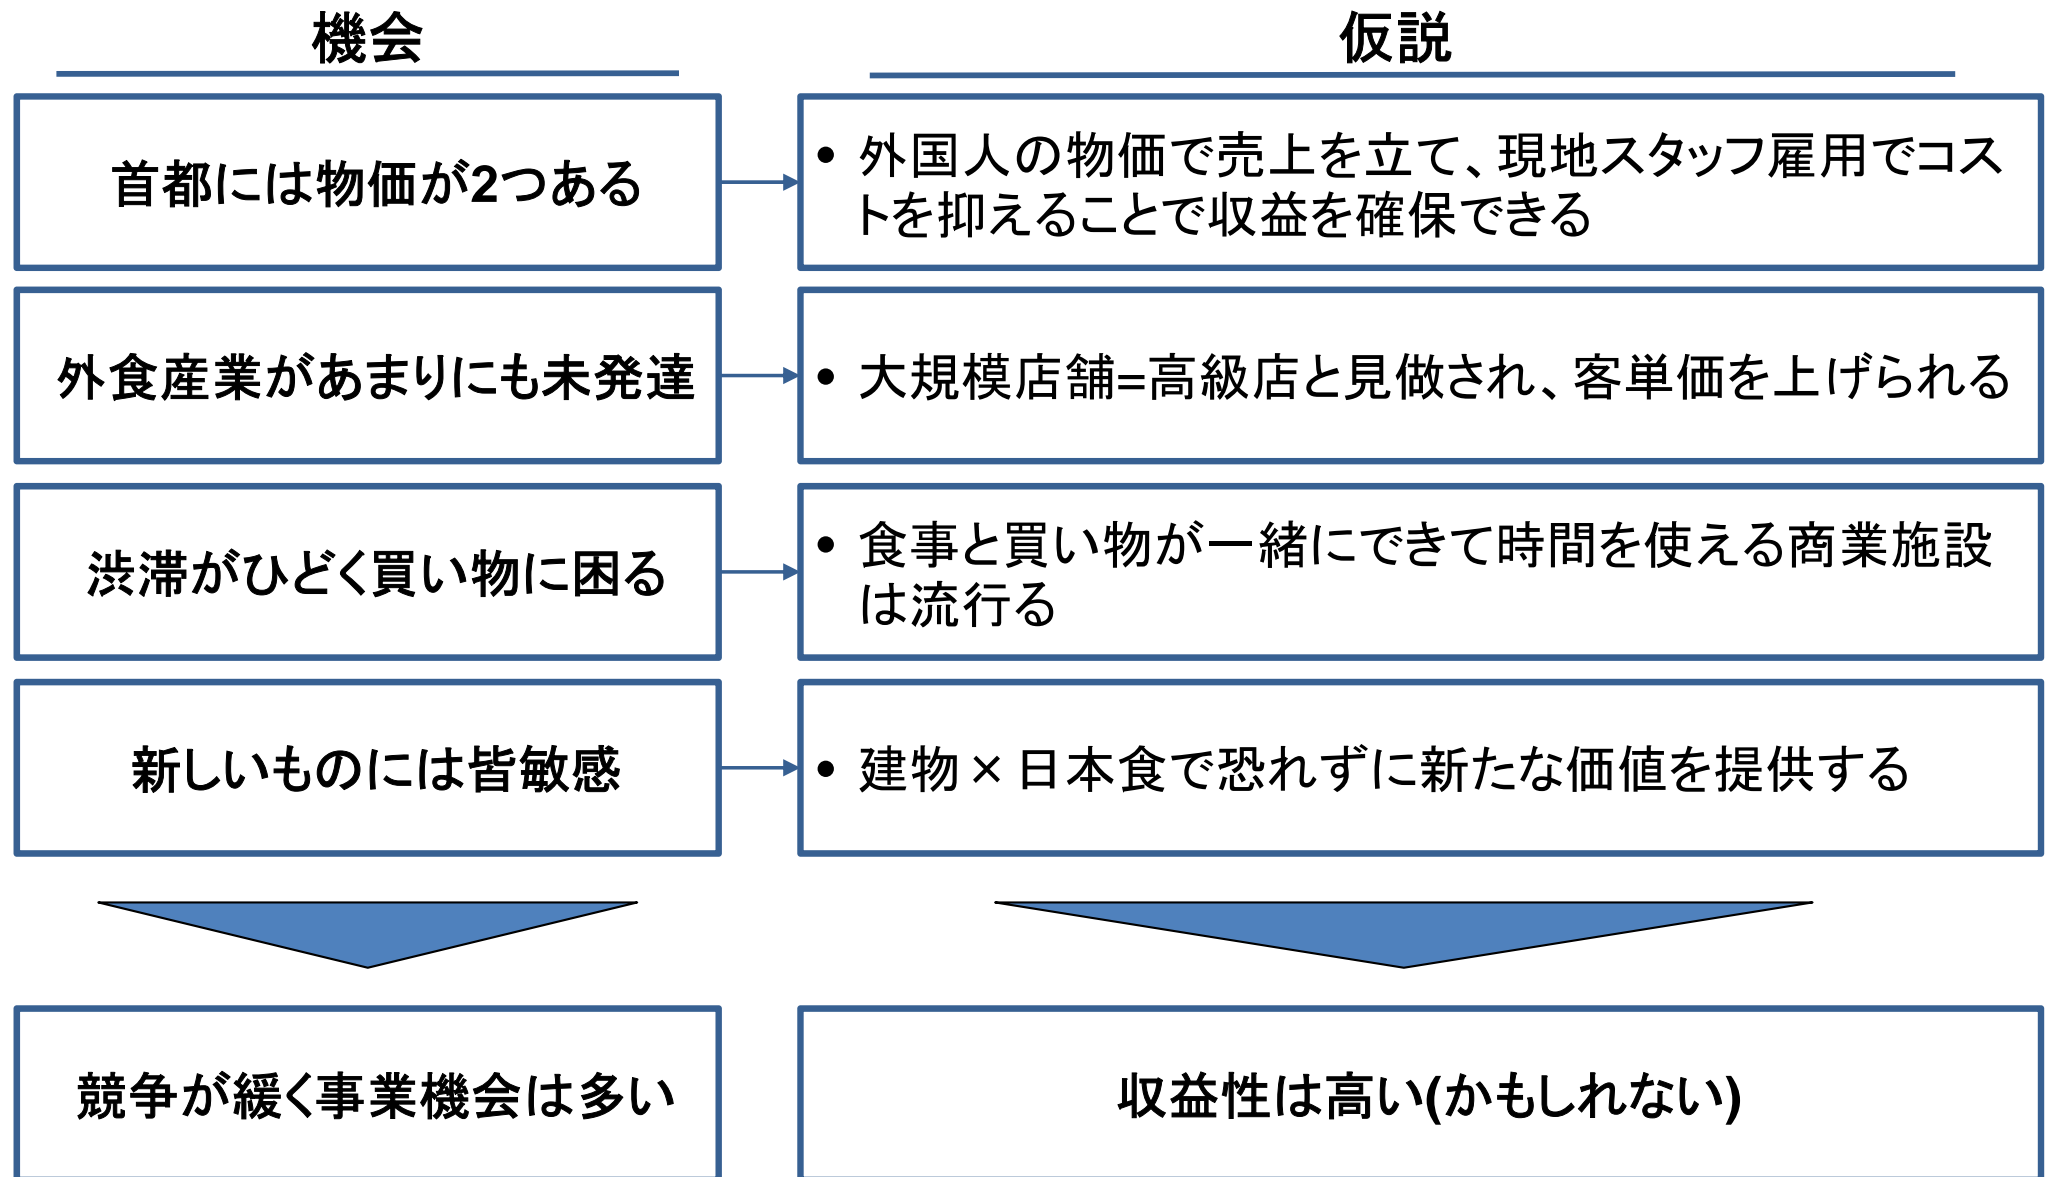 機会
仮説
首都には物価が2つある
• 外国人の物価で売上を立て、現地スタッフ雇用でコス
トを抑えることで収益を確保できる
外食産業があまりにも未発達
• 大規模店舗=高級店と見做され、客単価を上げられる
渋滞がひどく買い物に困る
• 食事と買い物が一緒にできて時間を使える商業施設
は流行る
新しいものには皆敏感
• 建物×日本食で恐れずに新たな価値を提供する
競争が緩く事業機会は多い
収益性は高い(かもしれない)